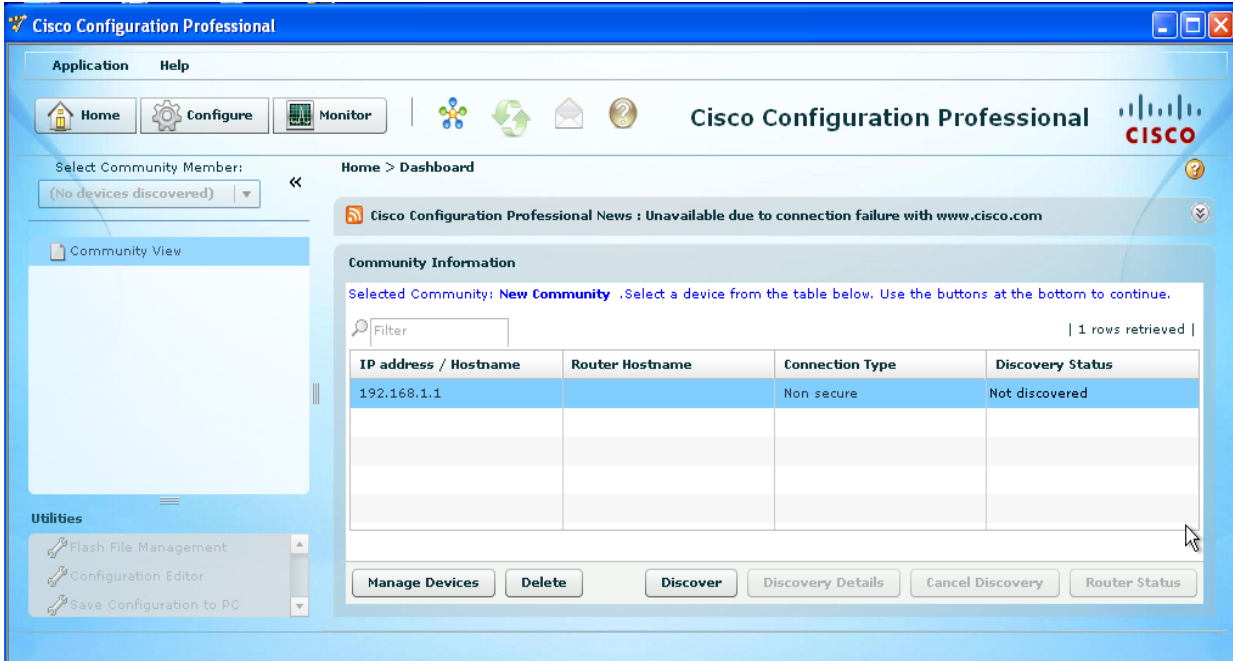 Cisco Configuration Professional
Application Help
Home Configure Monitor
Cisco Configuration Professional
CISCO
Select Community Member:
(No devices discovered)
Home > Dashboard
Cisco Configuration Professional News : Unavailable due to connection failure with www.cisco.com
Community View
Community Information
Selected Community: New Community .Select a device from the table below. Use the buttons at the bottom to continue.
Filter
| 1 rows retrieved |
IP address / Hostname Router Hostname Connection Type Discovery Status
192.168.1.1 Non secure Not discovered
Utilities
Flash File Management
Configuration Editor
Save Configuration to PC
Manage Devices Delete Discover Discovery Details Cancel Discovery Router Status